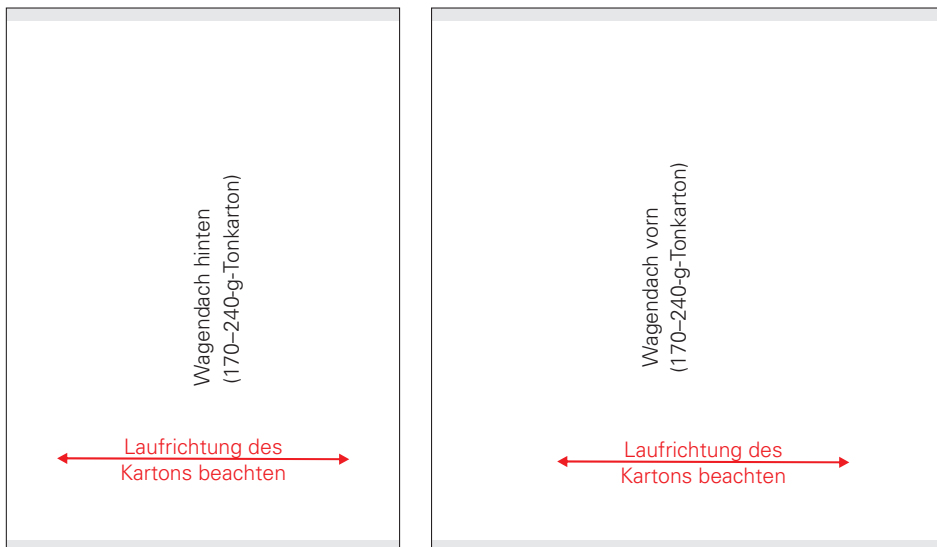 Wagendach hinten
(170–240-g-Tonkarton)
Laufrichtung des
Kartons beachten
Wagendach vorn
(170–240-g-Tonkarton)
Laufrichtung des
Kartons beachten